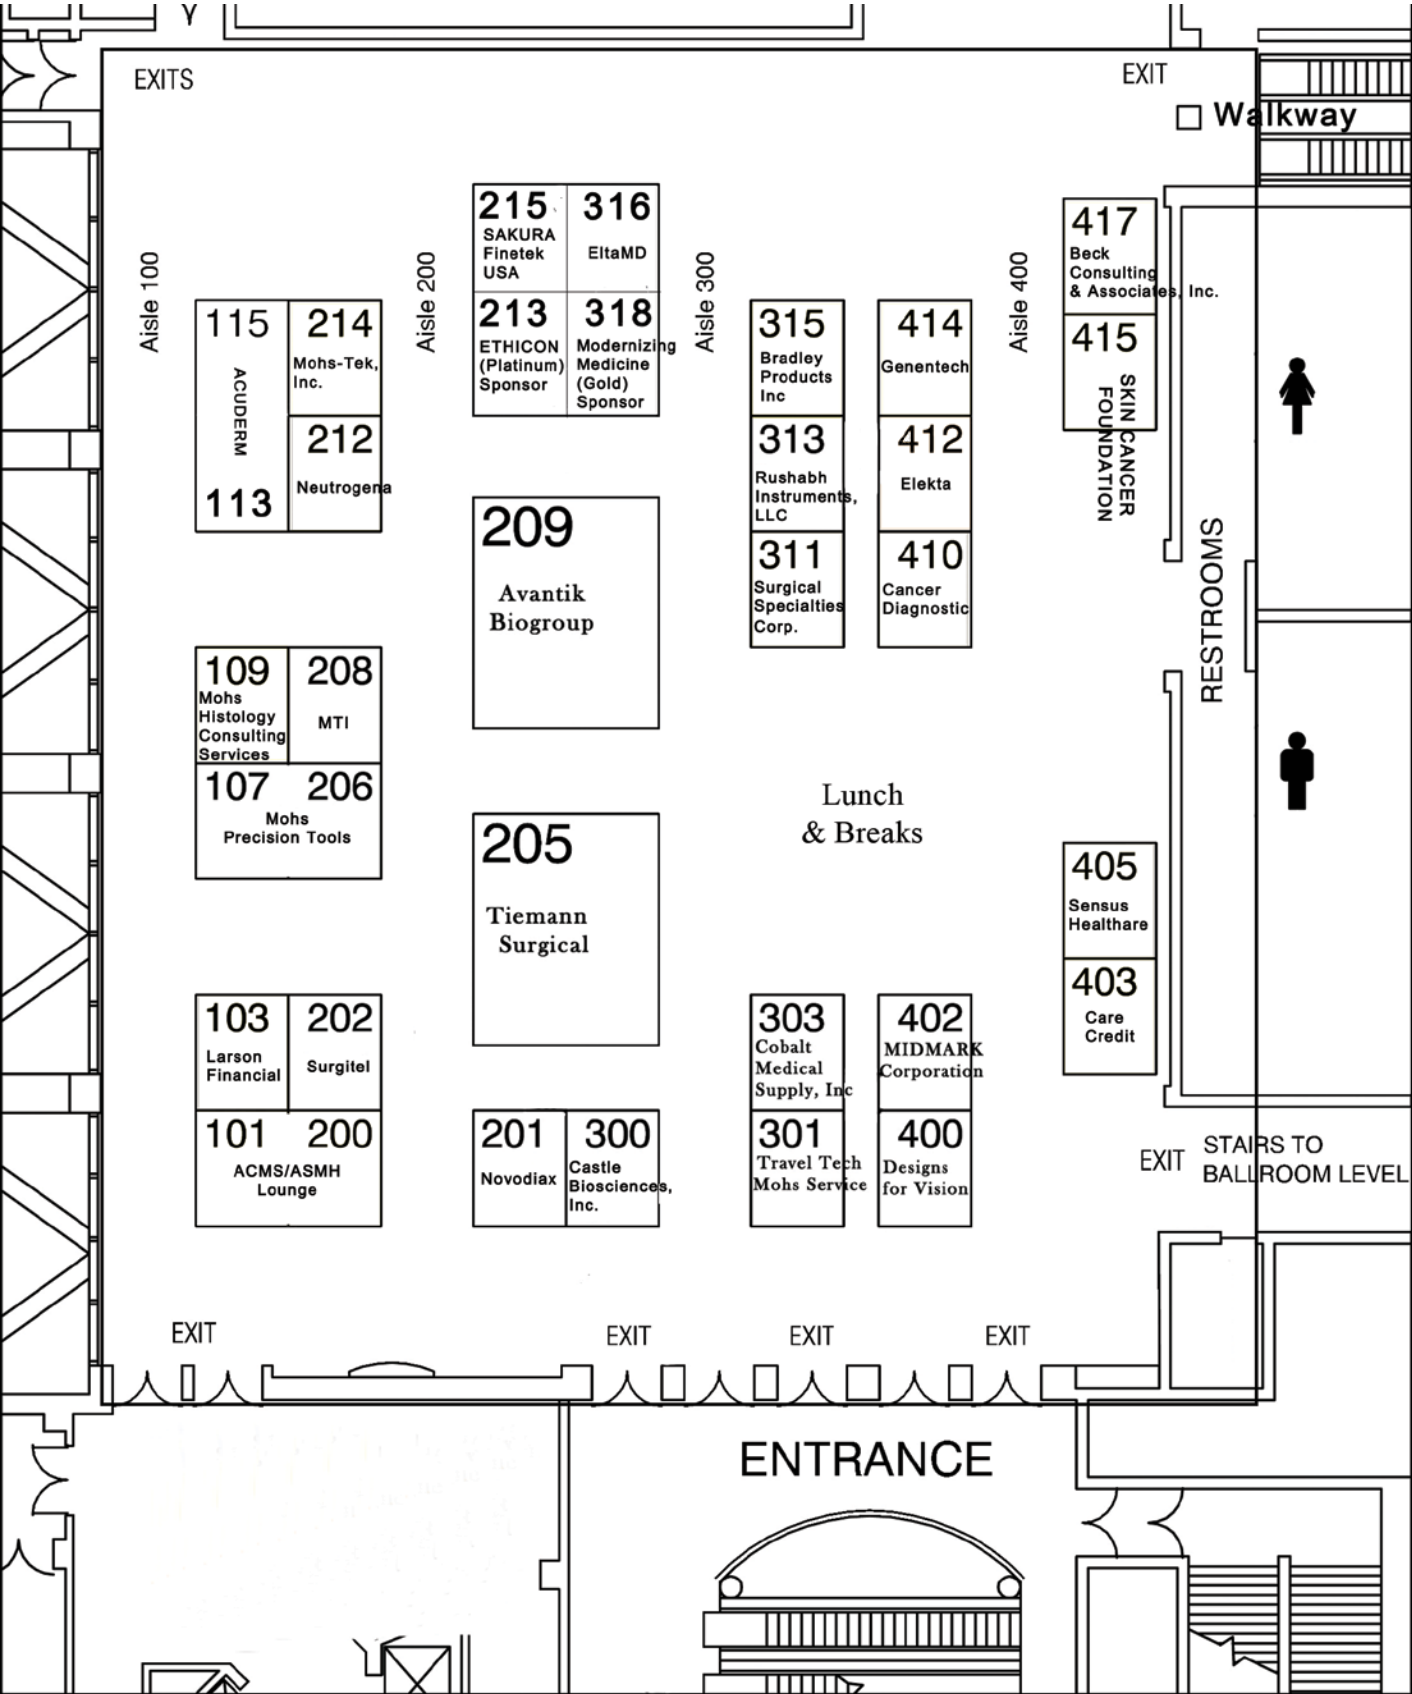 EXITS
EXIT
Walkway
Aisle 100
Aisle 200
Aisle 300
Aisle 400
215
SAKURA
Finetek
USA
316
EltaMD
213
ETHICON
(Platinum)
Sponsor
318
Modernizing
Medicine
(Gold)
Sponsor
417
Beck
Consulting
& Associates, Inc.
415
SKIN CANCER
FOUNDATION
115
ACUDERM
113
214
Mohs-Tek,
Inc.
212
Neutrogena
315
Bradley
Products
Inc
414
Genentech
313
Rushabh
Instruments,
LLC
412
Elekta
311
Surgical
Specialties
Corp.
410
Cancer
Diagnostic
209
Avantik
Biogroup
RESTROOMS
109
Mohs
Histology
Consulting
Services
208
MTI
107 206
Mohs
Precision Tools
Lunch
& Breaks
205
Tiemann
Surgical
405
Sensus
Healthare
403
Care
Credit
103
Larson
Financial
202
Surgitel
101 200
ACMS/ASMH
Lounge
201
Novodiax
300
Castle
Biosciences,
Inc.
303
Cobalt
Medical
Supply, Inc
402
MIDMARK
Corporation
301
Travel Tech
Mohs Service
400
Designs
for Vision
EXIT
STAIRS TO
BALLROOM LEVEL
EXIT
EXIT
EXIT
EXIT
ENTRANCE